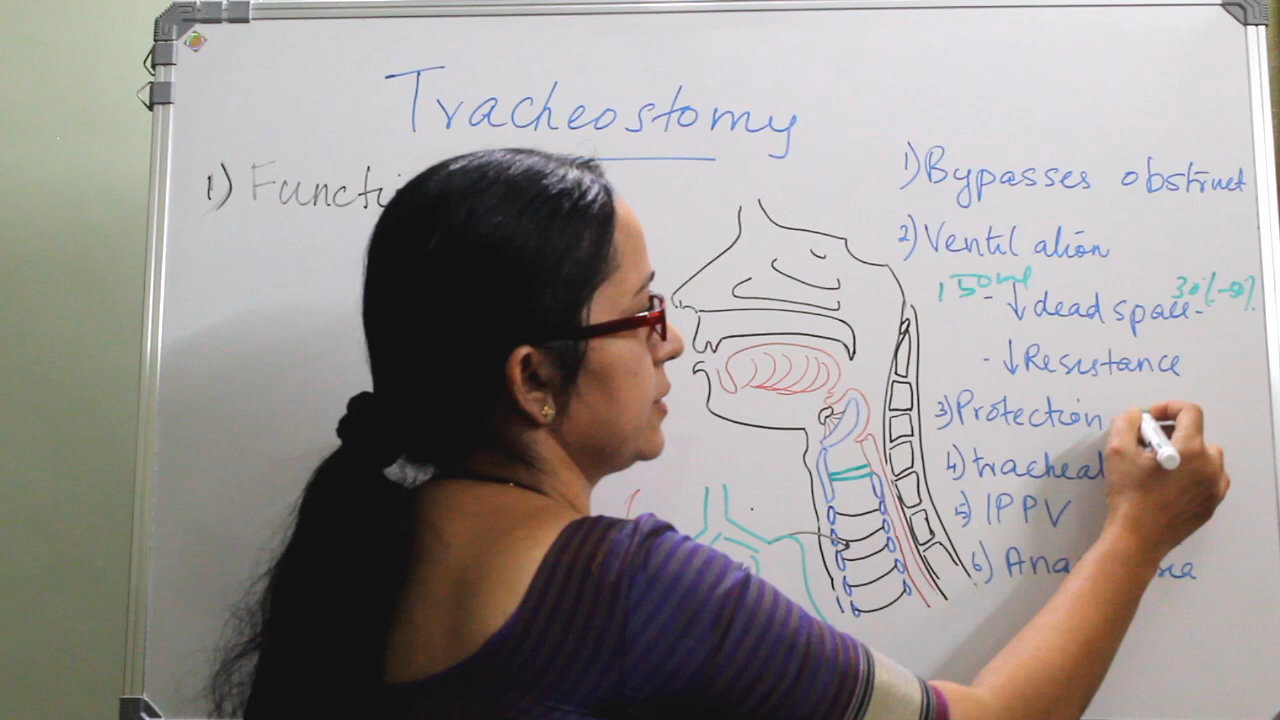 Tracheostomy
1) Functi
1) Bypasses obstruct
2) Ventilation
150ml
- ↓ dead space - 30%-50%
- ↓ Resistance
3) Protection
4) tracheal
5) IPPV
6) Ana